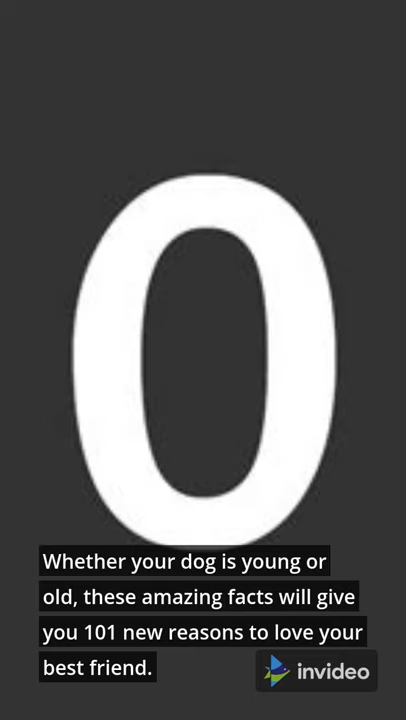 0
Whether your dog is young or
old, these amazing facts will give
you 101 new reasons to love your
best friend.
invideo